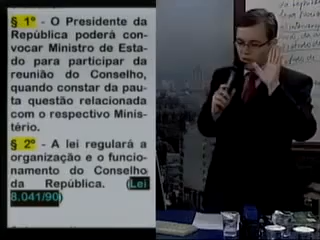 § 1º - O Presidente da
República poderá con-
vocar Ministro de Esta-
do para participar da
reunião do Conselho,
quando constar da pau-
ta questão relacionada
com o respectivo Minis-
tério.
§ 2º - A lei regulará a
organização e o funcio-
namento do Conselho
da República. (Lei
8.041/90)